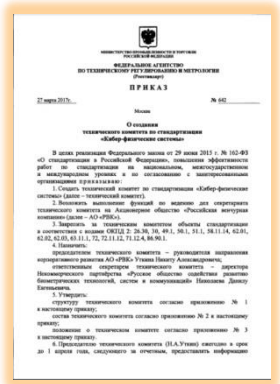 МИНИСТЕРСТВО ПРОМЫШЛЕННОСТИ И ТОРГОВЛИ
РОССИЙСКОЙ ФЕДЕРАЦИИ
ФЕДЕРАЛЬНОЕ АГЕНТСТВО
ПО ТЕХНИЧЕСКОМУ РЕГУЛИРОВАНИЮ И МЕТРОЛОГИИ
(Росстандарт)
ПРИКАЗ
27 марта 2017г. № 642
Москва
О создании
технического комитета по стандартизации
«Кибер-физические системы»
В целях реализации Федерального закона от 29 июня 2015 г. № 162-ФЗ
«О стандартизации в Российской Федерации», повышения эффективности
работ по стандартизации на национальном, межгосударственном
и международном уровнях и по согласованию с заинтересованными
организациями приказываю:
1. Создать технический комитет по стандартизации «Кибер-физические
системы» (далее – технический комитет).
2. Возложить выполнение функций по ведению дел секретариата
на Акционерное общество «Российская венчурная
компания» (далее – АО «РВК»).
3. Закрепить за техническим комитетом объекты стандартизации
в соответствии с кодами ОКПД 2: 26.30, 50, 49.1, 50.1, 51.1, 58.11.14, 62.01,
62.02, 62.03, 63.11.1, 72, 72.11.12, 71.12.4, 86.90.1.
4. Назначить:
председателем технического комитета – руководителя направления
нормативного развития АО «РВК» Уткина Никиту Александровича;
ответственным секретарем технического комитета – директора
Некоммерческого партнерства «Русское общество содействия развитию
биометрических технологий, систем и коммуникаций» Николаева Данилу
Евгеньевича.
5. Утвердить:
структуру технического комитета согласно приложению № 1
к настоящему приказу;
состав технического комитета согласно приложению № 2 к настоящему
приказу;
положение о техническом комитете согласно приложению № 3
к настоящему приказу.
6. Председателю технического комитета (Н.А.Уткин) ежегодно в срок
до 1 апреля года, следующего за отчетным, представлять информацию